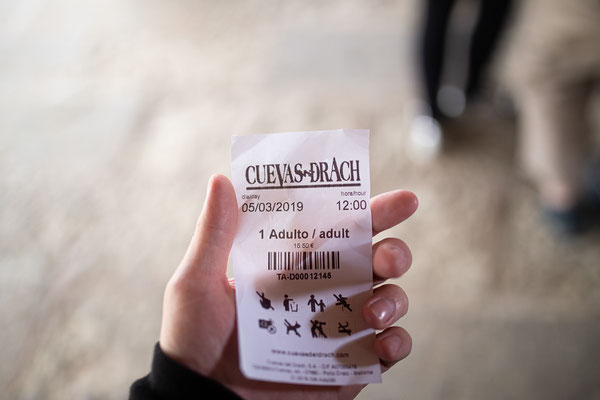 CUEVAS DRACH
día/day hora/hour
05/03/2019 12:00
1 Adulto / adult
15.50 €
TA-D00012145
www.cuevasdeldrach.com